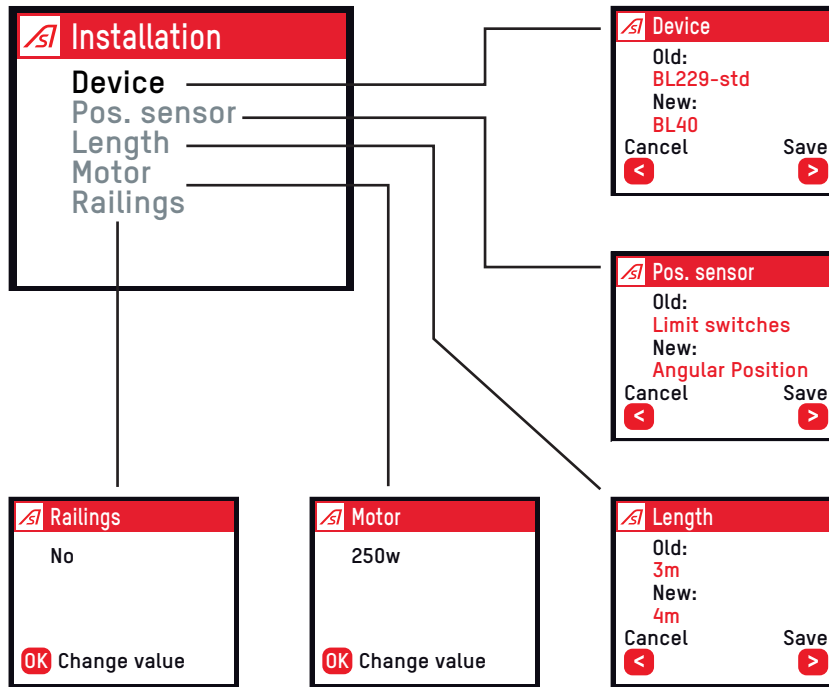 Installation
Device
Pos. sensor
Length
Motor
Railings
Device
Old:
BL229-std
New:
BL40
Cancel Save
< >
Pos. sensor
Old:
Limit switches
New:
Angular Position
Cancel Save
< >
Railings
No
OK Change value
Motor
250w
OK Change value
Length
Old:
3m
New:
4m
Cancel Save
< >